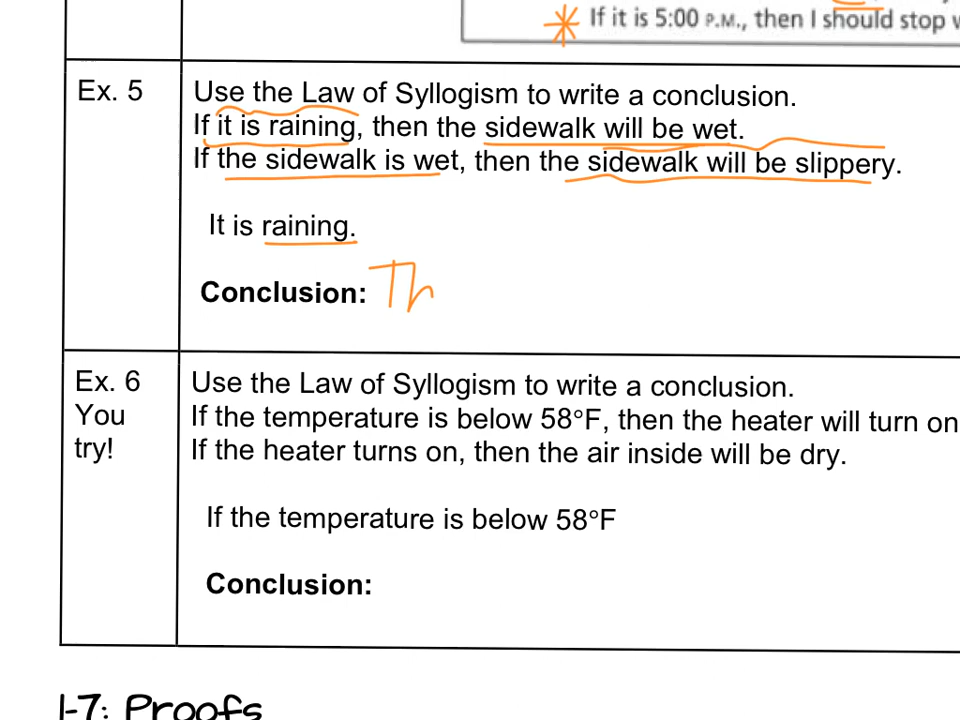 If it is 5:00 P.M., then I should stop
Ex. 5
Use the Law of Syllogism to write a conclusion.
If it is raining, then the sidewalk will be wet.
If the sidewalk is wet, then the sidewalk will be slippery.
It is raining.
Conclusion: Th
Ex. 6
You
try!
Use the Law of Syllogism to write a conclusion.
If the temperature is below 58°F, then the heater will turn on
If the heater turns on, then the air inside will be dry.
If the temperature is below 58°F
Conclusion:
1-7: Proofs